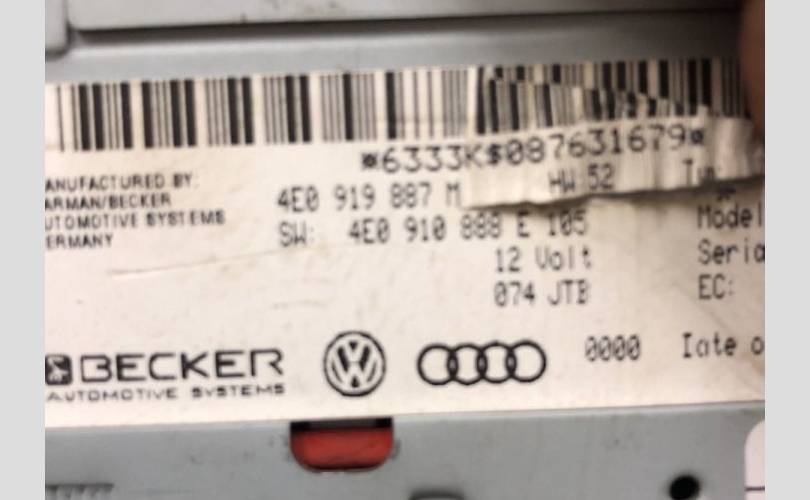 *6333K$087631679*
ANUFACTURED BY:
ARMAN/BECKER
UTOMOTIVE SYSTEMS
ERMANY
4E0 919 887 M HW 52
SW: 4E0 910 888 E 105
12 Volt
074 JTB
Model
Seria
EC:
BECKER
AUTOMOTIVE SYSTEMS
0000